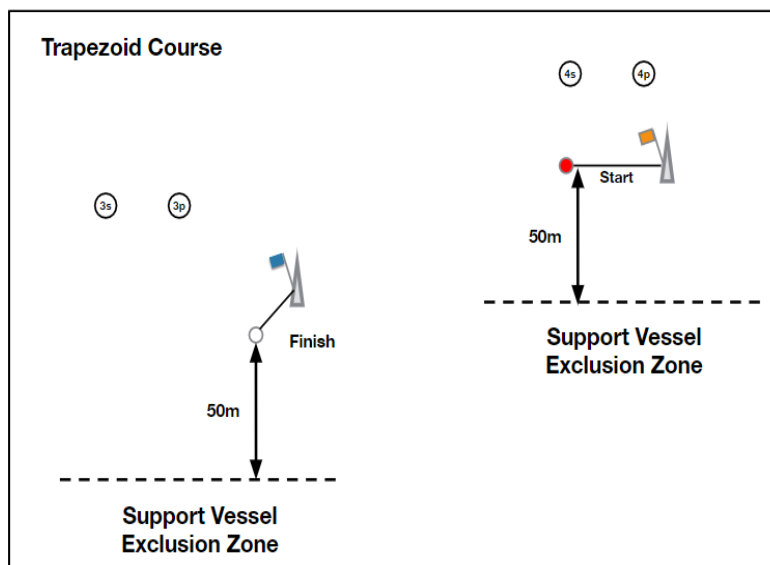 Trapezoid Course
4s
4p
Start
50m
Support Vessel
Exclusion Zone
3s
3p
Finish
50m
Support Vessel
Exclusion Zone